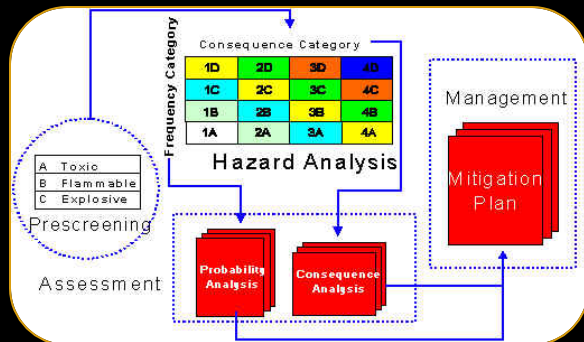 Consequence Category
Frequency Category
1D 2D 3D 4D
1C 2C 3C 4C
1B 2B 3B 4B
1A 2A 3A 4A
Hazard Analysis
A Toxic
B Flammable
C Explosive
Prescreening
Assessment
Probability
Analysis
Consequence
Analysis
Management
Mitigation
Plan